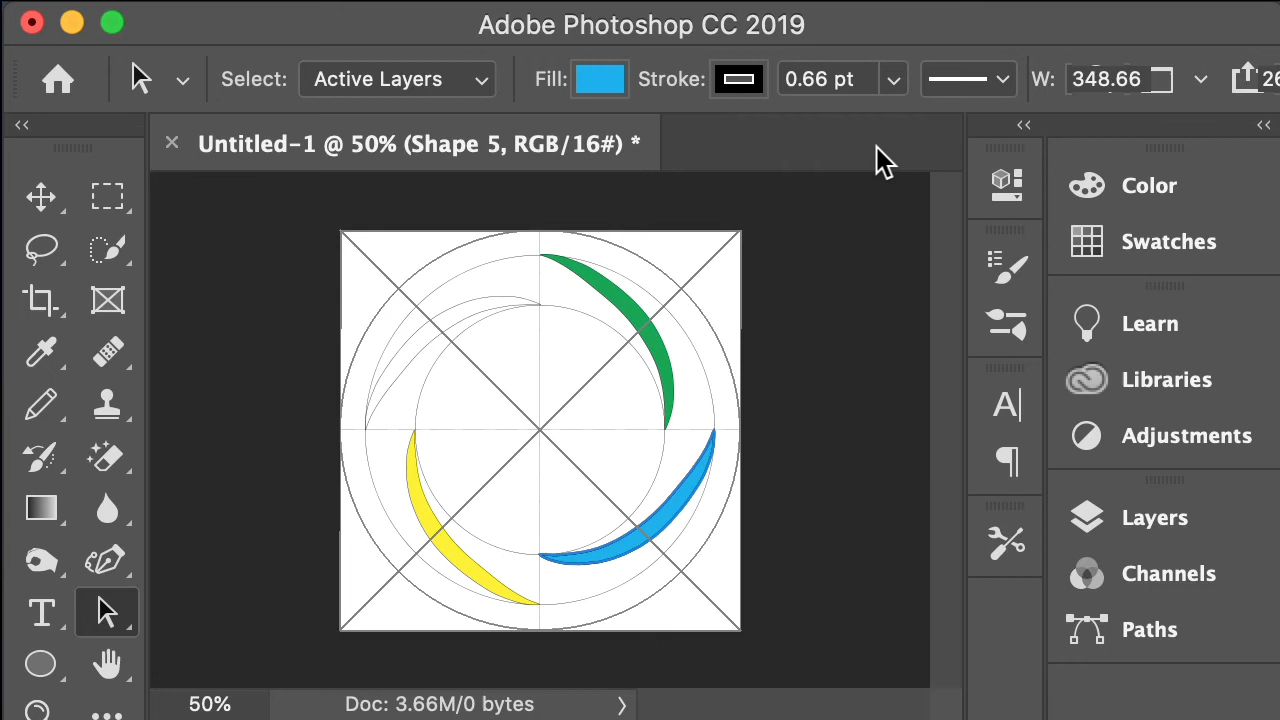 Adobe Photoshop CC 2019
Select: Active Layers Fill: Stroke: 0.66 pt W: 348.66
Untitled-1 @ 50% (Shape 5, RGB/16#) *
Color
Swatches
Learn
Libraries
Adjustments
Layers
Channels
Paths
50% Doc: 3.66M/0 bytes